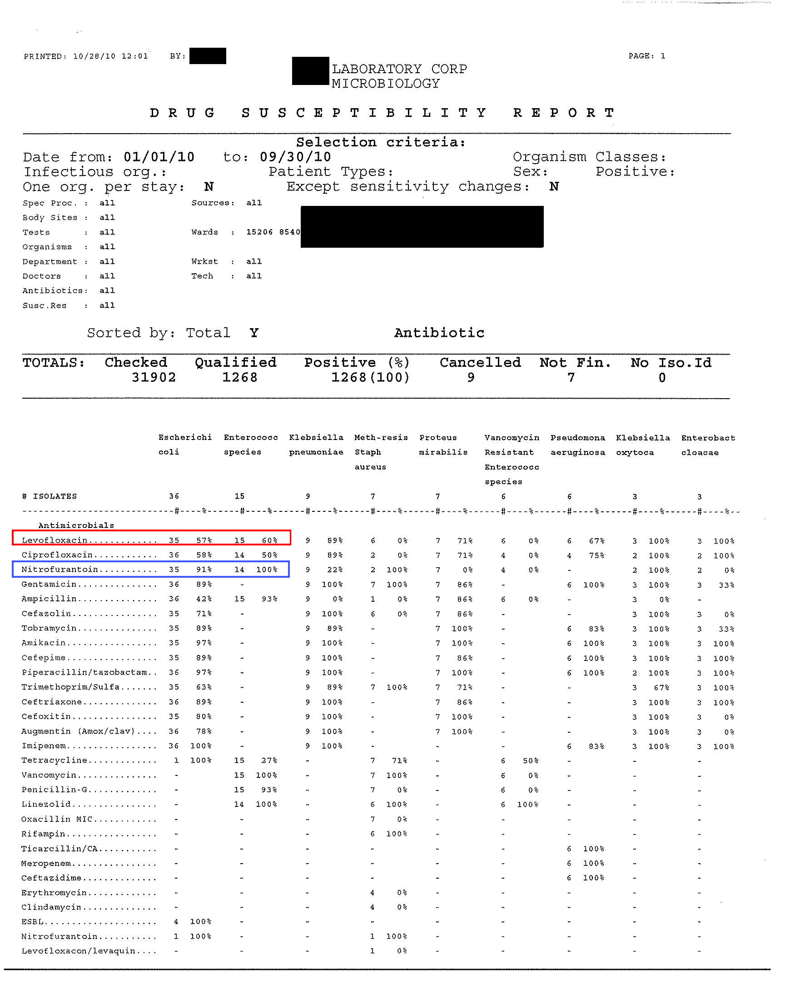 PRINTED: 10/28/10 12:01 BY: PAGE: 1
LABORATORY CORP
MICROBIOLOGY
DRUG SUSCEPTIBILITY REPORT
Selection criteria:
Date from: 01/01/10 to: 09/30/10 Organism Classes:
Infectious org.: Patient Types: Sex: Positive:
One org. per stay: N Except sensitivity changes: N
Spec Proc. : all Sources: all
Body Sites : all
Tests : all Wards : 15206 8540
Organisms : all
Department : all Wrkst : all
Doctors : all Tech : all
Antibiotics: all
Susc.Res : all
Sorted by: Total Y Antibiotic
TOTALS: Checked Qualified Positive (%) Cancelled Not Fin. No Iso.Id
31902 1268 1268(100) 9 7 0
Escherichi Enterococc Klebsiella Meth-resis Proteus Vancomycin Pseudomona Klebsiella Enterobact
coli species pneumoniae Staph mirabilis Resistant aeruginosa oxytoca cloacae
aureus Enterococc
species
# ISOLATES 36 15 9 7 7 6 6 3 3
----------------------------#----%------#----%------#----%------#----%------#----%------#----%------#----%------#----%------#----%--
Antimicrobials
Levofloxacin............. 35 57% 15 60% 9 89% 6 0% 7 71% 6 0% 6 67% 3 100% 3 100%
Ciprofloxacin............ 36 58% 14 50% 9 89% 2 0% 7 71% 4 0% 4 75% 2 100% 2 100%
Nitrofurantoin........... 35 91% 14 100% 9 22% 2 100% 7 0% 4 0% - 2 100% 2 0%
Gentamicin............... 36 89% - 9 100% 7 100% 7 86% - 6 100% 3 100% 3 33%
Ampicillin............... 36 42% 15 93% 9 0% 1 0% 7 86% 6 0% - 3 0% -
Cefazolin................ 35 71% - 9 100% 6 0% 7 86% - - 3 100% 3 0%
Tobramycin............... 35 89% - 9 89% - 7 100% - 6 83% 3 100% 3 33%
Amikacin................. 35 97% - 9 100% - 7 100% - 6 100% 3 100% 3 100%
Cefepime................. 35 89% - 9 100% - 7 86% - 6 100% 3 100% 3 100%
Piperacillin/tazobactam.. 36 97% - 9 100% - 7 100% - 6 100% 2 100% 3 100%
Trimethoprim/Sulfa....... 35 63% - 9 89% 7 100% 7 71% - - 3 67% 3 100%
Ceftriaxone.............. 36 89% - 9 100% - 7 86% - - 3 100% 3 100%
Cefoxitin................ 35 80% - 9 100% - 7 100% - - 3 100% 3 0%
Augmentin (Amox/clav).... 36 78% - 9 100% - 7 100% - - 3 100% 3 0%
Imipenem................. 36 100% - 9 100% - - - 6 83% 3 100% 3 100%
Tetracycline............. 1 100% 15 27% - 7 71% - 6 50% - - -
Vancomycin............... - 15 100% - 7 100% - 6 0% - - -
Penicillin-G............. - 15 93% - 7 0% - 6 0% - - -
Linezolid................ - 14 100% - 6 100% - 6 100% - - -
Oxacillin MIC............ - - - 7 0% - - - - -
Rifampin................. - - - 6 100% - - - - -
Ticarcillin/CA........... - - - - - - 6 100% - -
Meropenem................ - - - - - - 6 100% - -
Ceftazidime.............. - - - - - - 6 100% - -
Erythromycin............. - - - 4 0% - - - - -
Clindamycin.............. - - - 4 0% - - - - -
ESBL..................... 4 100% - - - - - - - -
Nitrofurantoin........... 1 100% - - 1 100% - - - - -
Levofloxacon/levaquin.... - - - 1 0% - - - - -